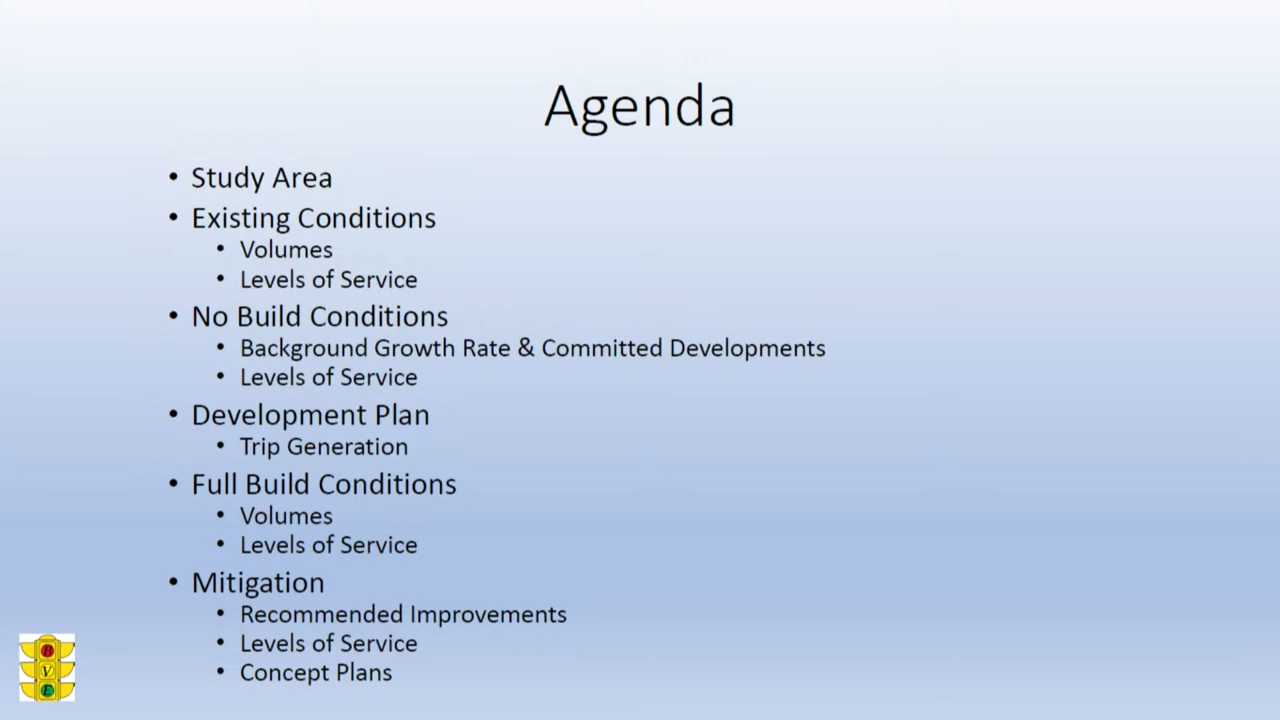 Agenda
• Study Area
• Existing Conditions
• Volumes
• Levels of Service
• No Build Conditions
• Background Growth Rate & Committed Developments
• Levels of Service
• Development Plan
• Trip Generation
• Full Build Conditions
• Volumes
• Levels of Service
• Mitigation
• Recommended Improvements
• Levels of Service
• Concept Plans
B
V
E